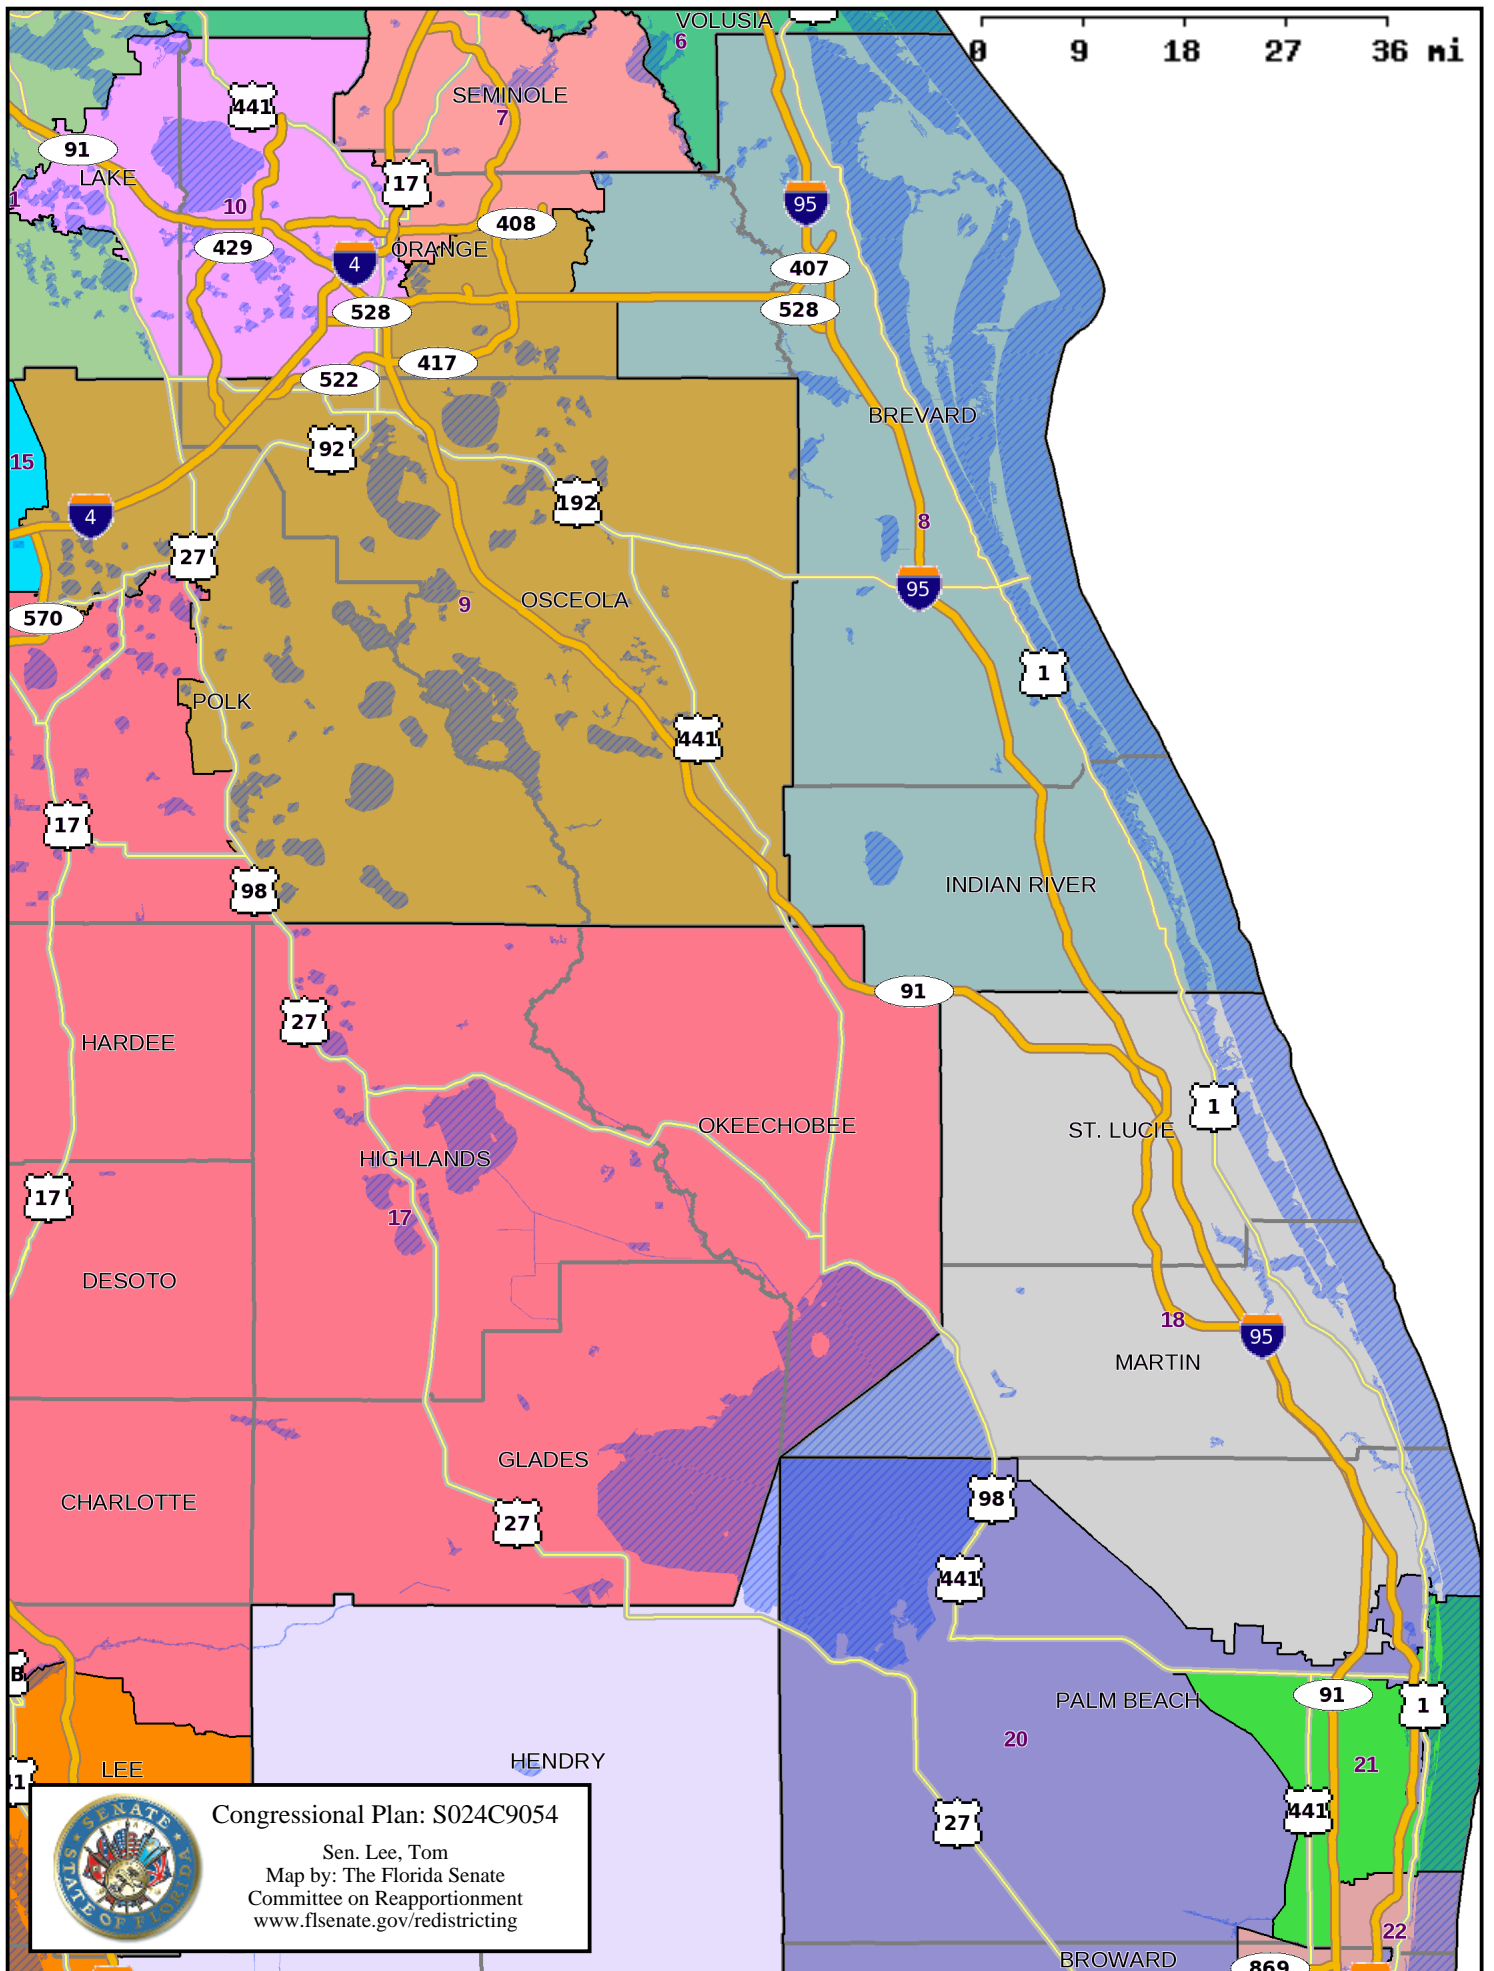 VOLUSIA
6
0 9 18 27 36 mi
441
SEMINOLE
7
91
LAKE
17
10
95
408
429
ORANGE
4
407
528
528
417
522
BREVARD
92
15
192
4
8
27
95
9
OSCEOLA
570
1
POLK
441
17
98
INDIAN RIVER
91
27
HARDEE
1
OKEECHOBEE
ST. LUCIE
HIGHLANDS
17
17
DESOTO
18
95
MARTIN
GLADES
98
CHARLOTTE
27
441
B
PALM BEACH
91
1
20
HENDRY
21
LEE
441
27
SENATE
STATE OF FLORIDA
Congressional Plan: S024C9054
Sen. Lee, Tom
Map by: The Florida Senate
Committee on Reapportionment
www.flsenate.gov/redistricting
22
BROWARD
869